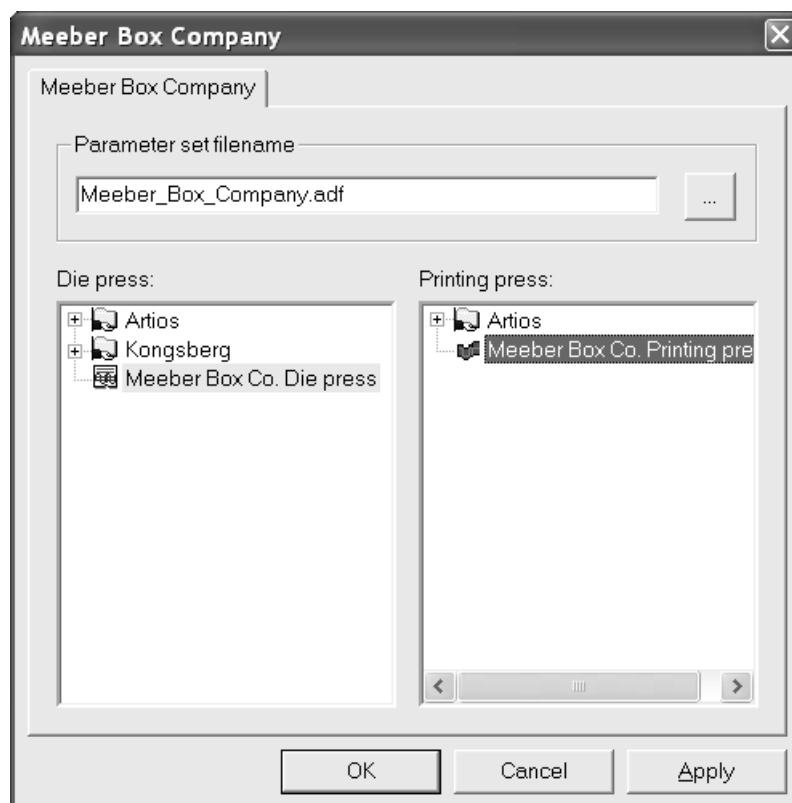 Meeber Box Company
Meeber Box Company
Parameter set filename
Meeber_Box_Company.adf
...
Die press:
Artios
Kongsberg
Meeber Box Co. Die press
Printing press:
Artios
Meeber Box Co. Printing pre
OK
Cancel
Apply